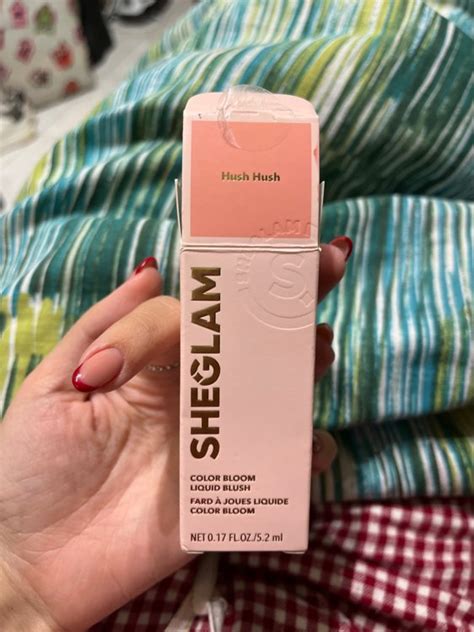 Hush Hush
SHEGLAM
COLOR BLOOM
LIQUID BLUSH
FARD À JOUES LIQUIDE
COLOR BLOOM
NET 0.17 FL.OZ./5.2 ml